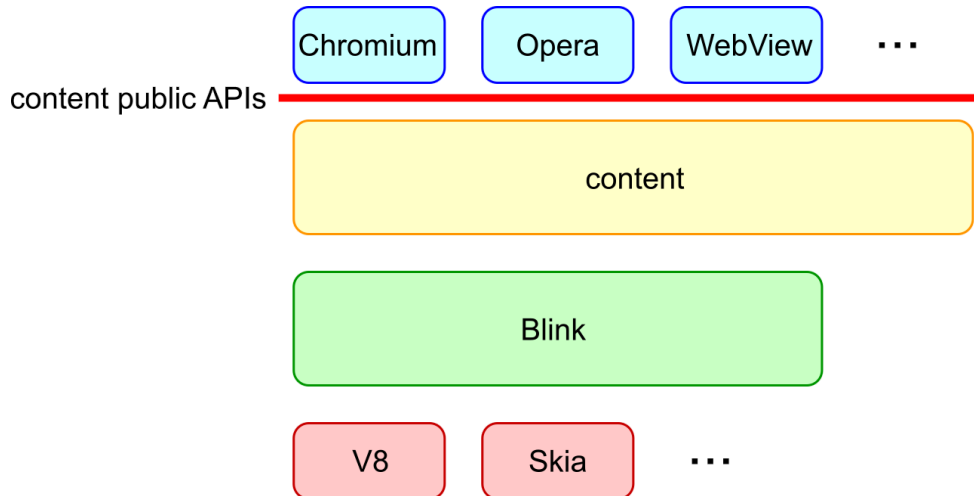 Chromium
Opera
WebView
...
content public APIs
content
Blink
V8
Skia
...